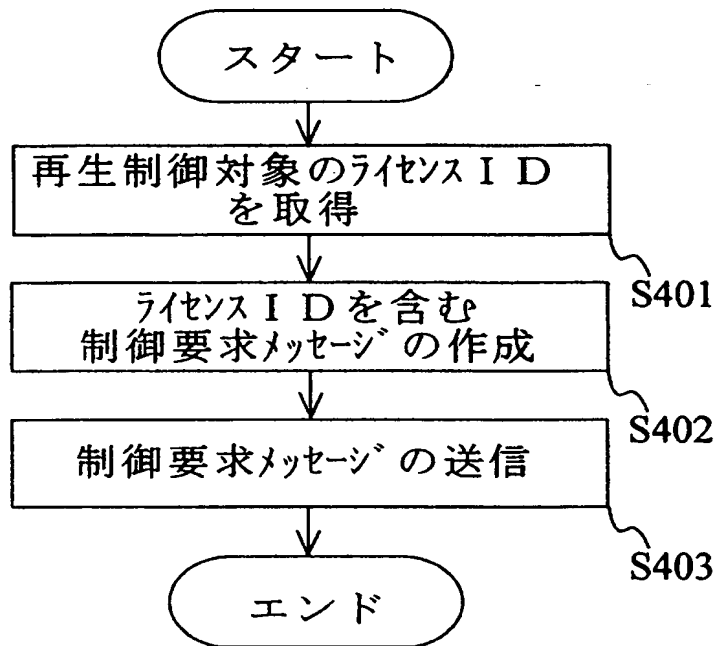 スタート
再生制御対象のライセンスＩＤ
を取得
S401
ライセンスＩＤを含む
制御要求メッセージの作成
S402
制御要求メッセージの送信
S403
エンド